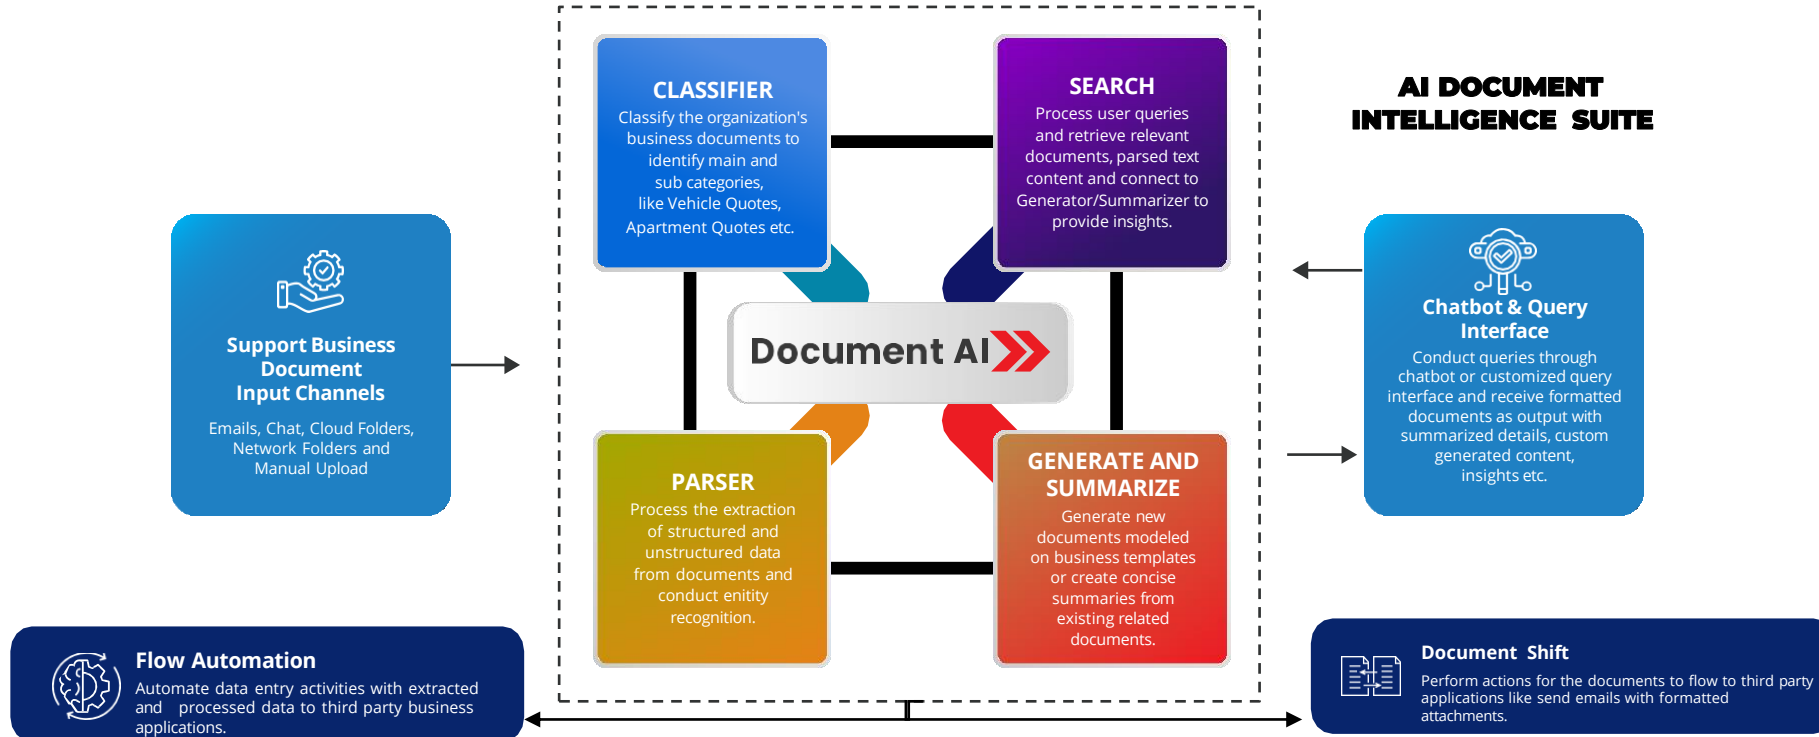 AI DOCUMENT
INTELLIGENCE SUITE
Support Business
Document
Input Channels
Emails, Chat, Cloud Folders,
Network Folders and
Manual Upload
CLASSIFIER
Classify the organization's
business documents to
identify main and
sub categories,
like Vehicle Quotes,
Apartment Quotes etc.
SEARCH
Process user queries
and retrieve relevant
documents, parsed text
content and connect to
Generator/Summarizer to
provide insights.
Document AI
PARSER
Process the extraction
of structured and
unstructured data
from documents and
conduct enitity
recognition.
GENERATE AND
SUMMARIZE
Generate new
documents modeled
on business templates
or create concise
summaries from
existing related
documents.
Chatbot & Query
Interface
Conduct queries through
chatbot or customized query
interface and receive formatted
documents as output with
summarized details, custom
generated content,
insights etc.
Flow Automation
Automate data entry activities with extracted
and processed data to third party business
applications.
Document Shift
Perform actions for the documents to flow to third party
applications like send emails with formatted
attachments.